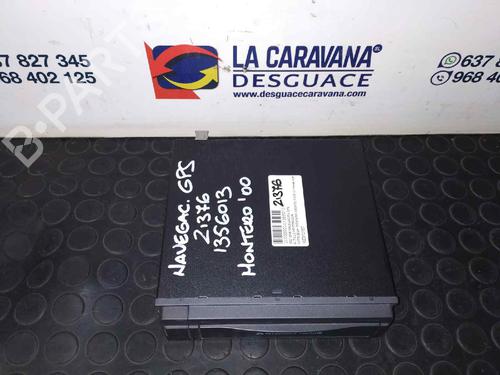 637 827 345
968 402 125
LA CARAVANA
DESGUACE
www.desguacecaravana.com
637
968 40
B-PARTS
NAVEGAC. GPS
21376
1356013
MONTERO '00
21376